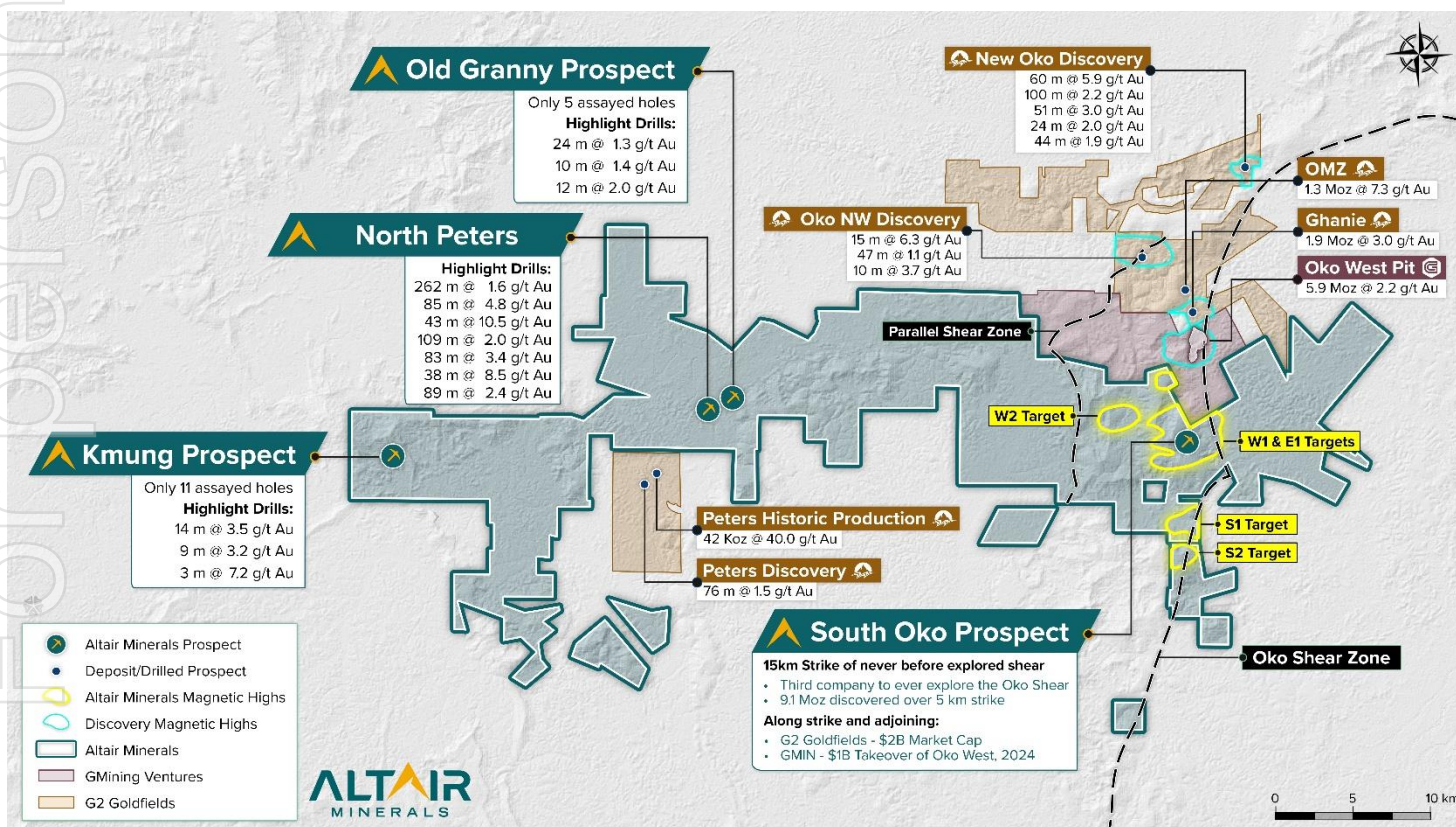 For personal
Old Granny Prospect
Only 5 assayed holes
Highlight Drills:
24 m @ 1.3 g/t Au
10 m @ 1.4 g/t Au
12 m @ 2.0 g/t Au
North Peters
Highlight Drills:
262 m @ 1.6 g/t Au
85 m @ 4.8 g/t Au
43 m @ 10.5 g/t Au
109 m @ 2.0 g/t Au
83 m @ 3.4 g/t Au
38 m @ 8.5 g/t Au
89 m @ 2.4 g/t Au
Kmung Prospect
Only 11 assayed holes
Highlight Drills:
14 m @ 3.5 g/t Au
9 m @ 3.2 g/t Au
3 m @ 7.2 g/t Au
New Oko Discovery
60 m @ 5.9 g/t Au
100 m @ 2.2 g/t Au
51 m @ 3.0 g/t Au
24 m @ 2.0 g/t Au
44 m @ 1.9 g/t Au
Oko NW Discovery
15 m @ 6.3 g/t Au
47 m @ 1.1 g/t Au
10 m @ 3.7 g/t Au
OMZ
1.3 Moz @ 7.3 g/t Au
Ghanie
1.9 Moz @ 3.0 g/t Au
Oko West Pit
5.9 Moz @ 2.2 g/t Au
Parallel Shear Zone
W2 Target
W1 & E1 Targets
S1 Target
S2 Target
Peters Historic Production
42 Koz @ 40.0 g/t Au
Peters Discovery
76 m @ 1.5 g/t Au
South Oko Prospect
15km Strike of never before explored shear
• Third company to ever explore the Oko Shear
• 9.1 Moz discovered over 5 km strike
Along strike and adjoining:
• G2 Goldfields - $2B Market Cap
• GMIN - $1B Takeover of Oko West, 2024
Oko Shear Zone
Altair Minerals Prospect
Deposit/Drilled Prospect
Altair Minerals Magnetic Highs
Discovery Magnetic Highs
Altair Minerals
GMining Ventures
G2 Goldfields
ALTAIR
MINERALS
0 5 10 km